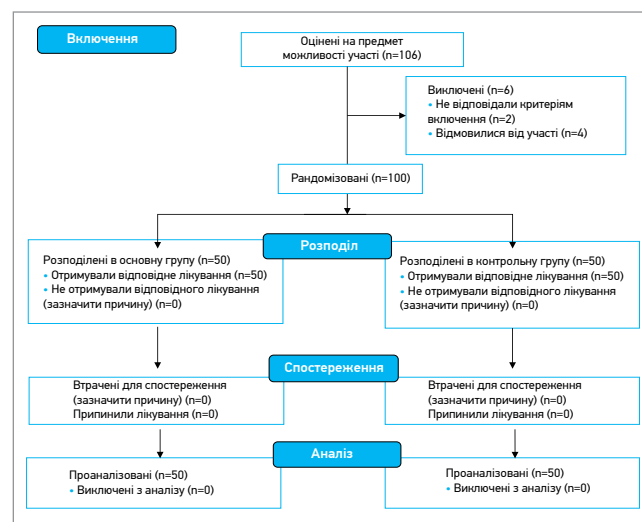 Включення
Оцінені на предмет
можливості участі (n=106)
Виключені (n=6)
• Не відповідали критеріям
включення (n=2)
• Відмовилися від участі (n=4)
Рандомізовані (n=100)
Розподіл
Розподілені в основну групу (n=50)
• Отримували відповідне лікування (n=50)
• Не отримували відповідного лікування
(зазначити причину) (n=0)
Розподілені в контрольну групу (n=50)
• Отримували відповідне лікування (n=50)
• Не отримували відповідного лікування
(зазначити причину) (n=0)
Спостереження
Втрачені для спостереження
(зазначити причину) (n=0)
Припинили лікування (n=0)
Втрачені для спостереження
(зазначити причину) (n=0)
Припинили лікування (n=0)
Аналіз
Проаналізовані (n=50)
• Виключені з аналізу (n=0)
Проаналізовані (n=50)
• Виключені з аналізу (n=0)